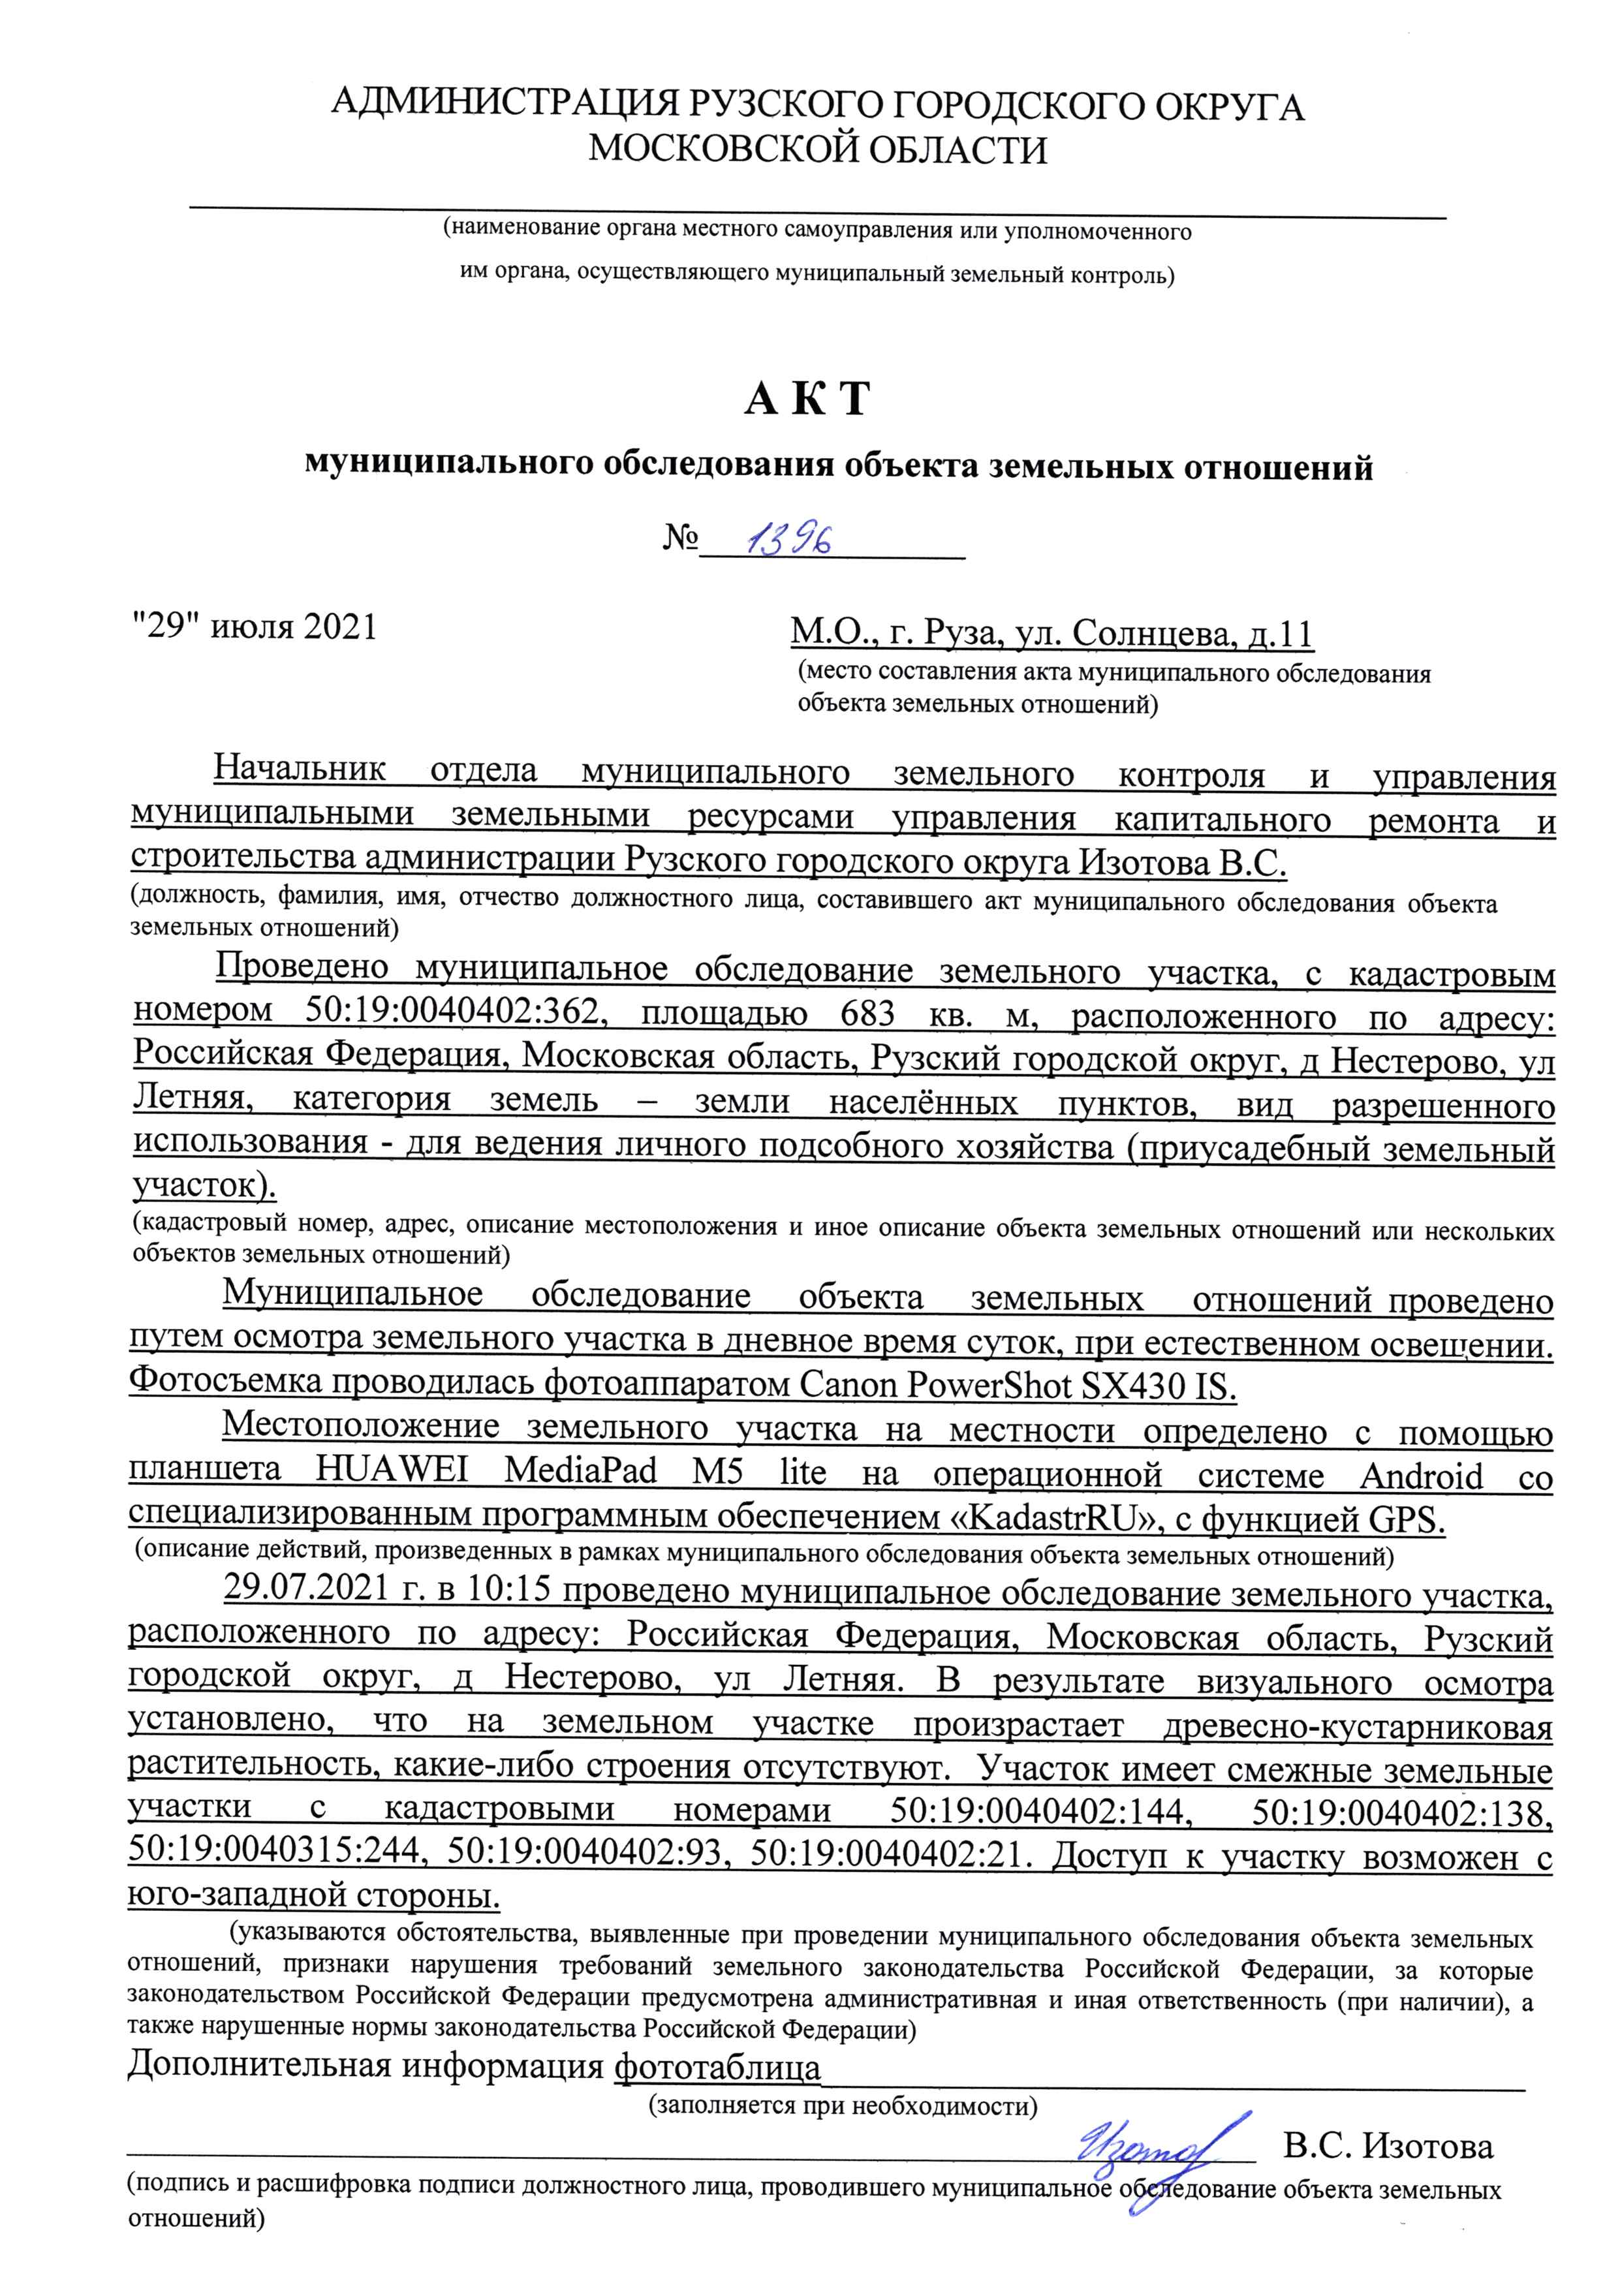 АДМИНИСТРАЦИЯ РУЗСКОГО ГОРОДСКОГО ОКРУГА
МОСКОВСКОЙ ОБЛАСТИ
(наименование органа местного самоуправления или уполномоченного
им органа, осуществляющего муниципальный земельный контроль)
А К Т
муниципального обследования объекта земельных отношений
№ 1396
"29" июля 2021
М.О., г. Руза, ул. Солнцева, д.11
(место составления акта муниципального обследования
объекта земельных отношений)
Начальник отдела муниципального земельного контроля и управления
муниципальными земельными ресурсами управления капитального ремонта и
строительства администрации Рузского городского округа Изотова В.С.
(должность, фамилия, имя, отчество должностного лица, составившего акт муниципального обследования объекта
земельных отношений)
Проведено муниципальное обследование земельного участка, с кадастровым
номером 50:19:0040402:362, площадью 683 кв. м, расположенного по адресу:
Российская Федерация, Московская область, Рузский городской округ, д Нестерово, ул
Летняя, категория земель – земли населённых пунктов, вид разрешенного
использования - для ведения личного подсобного хозяйства (приусадебный земельный
участок).
(кадастровый номер, адрес, описание местоположения и иное описание объекта земельных отношений или нескольких
объектов земельных отношений)
Муниципальное обследование объекта земельных отношений проведено
путем осмотра земельного участка в дневное время суток, при естественном освещении.
Фотосъемка проводилась фотоаппаратом Canon PowerShot SX430 IS.
Местоположение земельного участка на местности определено с помощью
планшета HUAWEI MediaPad M5 lite на операционной системе Android со
специализированным программным обеспечением «KadastrRU», с функцией GPS.
(описание действий, произведенных в рамках муниципального обследования объекта земельных отношений)
29.07.2021 г. в 10:15 проведено муниципальное обследование земельного участка,
расположенного по адресу: Российская Федерация, Московская область, Рузский
городской округ, д Нестерово, ул Летняя. В результате визуального осмотра
установлено, что на земельном участке произрастает древесно-кустарниковая
растительность, какие-либо строения отсутствуют. Участок имеет смежные земельные
участки с кадастровыми номерами 50:19:0040402:144, 50:19:0040402:138,
50:19:0040315:244, 50:19:0040402:93, 50:19:0040402:21. Доступ к участку возможен с
юго-западной стороны.
(указываются обстоятельства, выявленные при проведении муниципального обследования объекта земельных
отношений, признаки нарушения требований земельного законодательства Российской Федерации, за которые
законодательством Российской Федерации предусмотрена административная и иная ответственность (при наличии), а
также нарушенные нормы законодательства Российской Федерации)
Дополнительная информация фототаблица
(заполняется при необходимости)
В.С. Изотова
(подпись и расшифровка подписи должностного лица, проводившего муниципальное обследование объекта земельных
отношений)